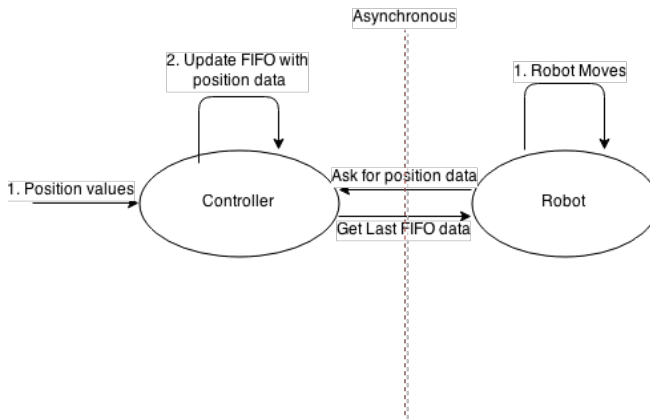 Asynchronous
2. Update FIFO with
position data
1. Robot Moves
1. Position values
Controller
Ask for position data
Get Last FIFO data
Robot